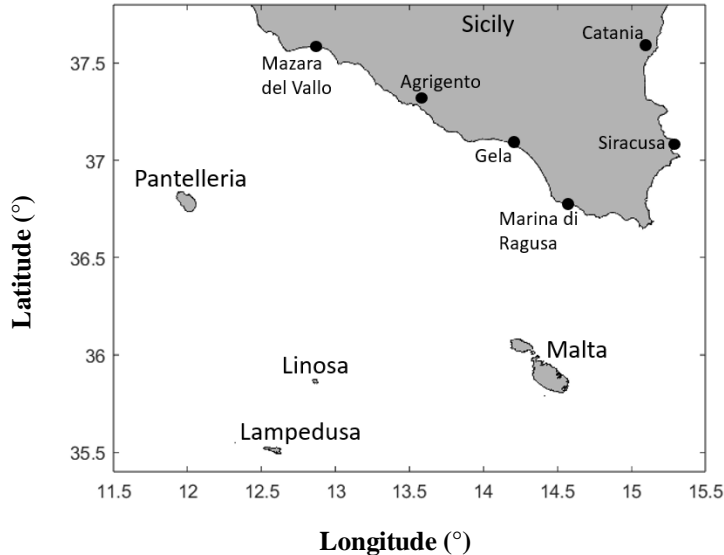 Sicily
Catania
37.5
Mazara
del Vallo
Agrigento
Siracusa
37
Gela
Pantelleria
Marina di
Ragusa
36.5
Latitude (°)
Malta
36
Linosa
Lampedusa
35.5
11.5 12 12.5 13 13.5 14 14.5 15 15.5
Longitude (°)